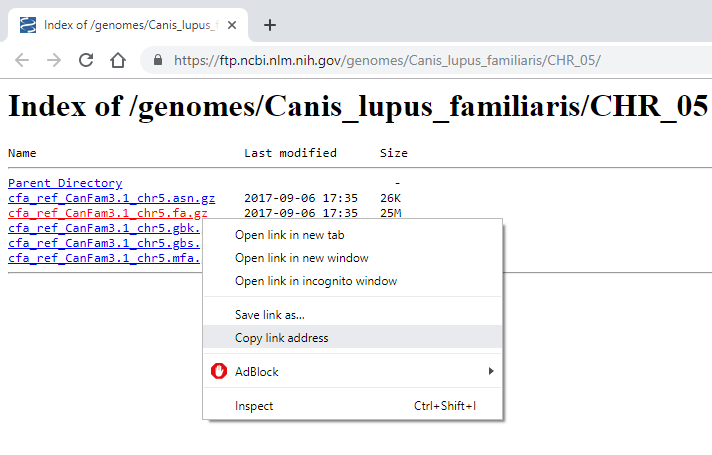 Index of /genomes/Canis_lupus_f
https://ftp.ncbi.nlm.nih.gov/genomes/Canis_lupus_familiaris/CHR_05/
Index of /genomes/Canis_lupus_familiaris/CHR_05
Name Last modified Size
Parent Directory -
cfa_ref_CanFam3.1_chr5.asn.gz 2017-09-06 17:35 26K
cfa_ref_CanFam3.1_chr5.fa.gz 2017-09-06 17:35 25M
cfa_ref_CanFam3.1_chr5.gbk.
cfa_ref_CanFam3.1_chr5.gbs.
cfa_ref_CanFam3.1_chr5.mfa.
Open link in new tab
Open link in new window
Open link in incognito window
Save link as...
Copy link address
AdBlock
Inspect Ctrl+Shift+I